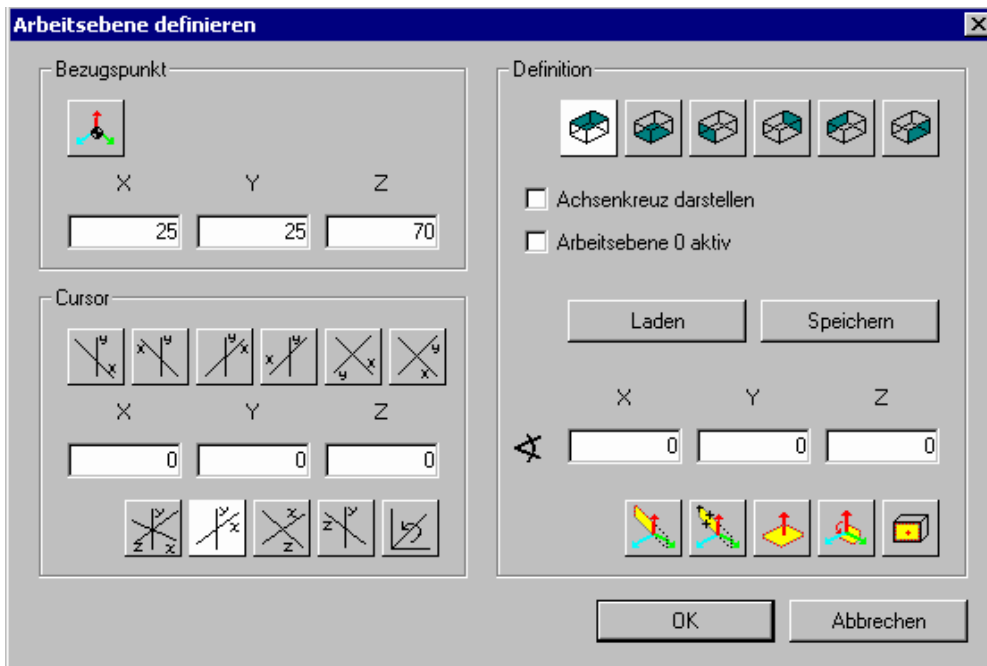 Arbeitsebene definieren
Bezugspunkt
X Y Z
25 25 70
Cursor
y x x y y x x y y x y x
X Y Z
0 0 0
z y x y x x z z y
Definition
Achsenkreuz darstellen
Arbeitsebene 0 aktiv
Laden Speichern
X Y Z
0 0 0
OK Abbrechen